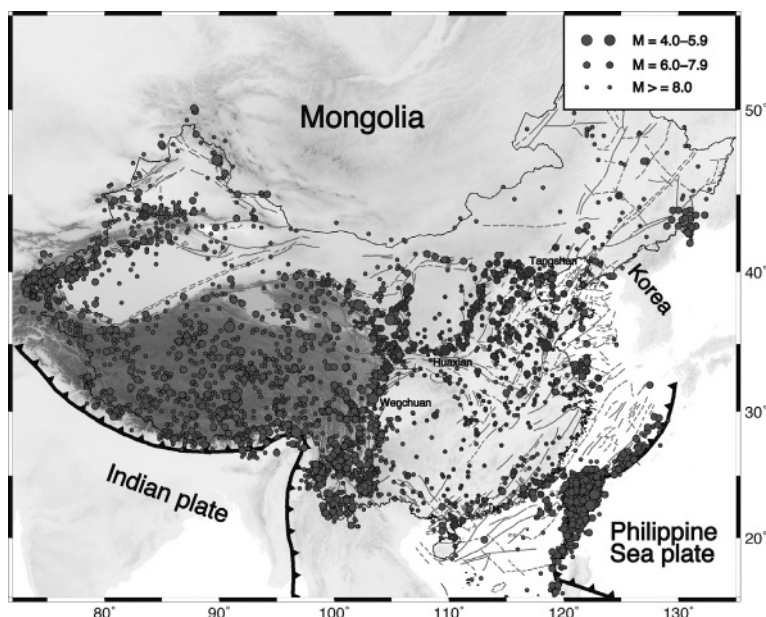 M = 4.0–5.9
M = 6.0–7.9
M >= 8.0
Mongolia
50°
Tangshan
40°
Korea
Huaxian
Wenchuan
30°
Indian plate
Philippine
Sea plate
20°
80°
90°
100°
110°
120°
130°